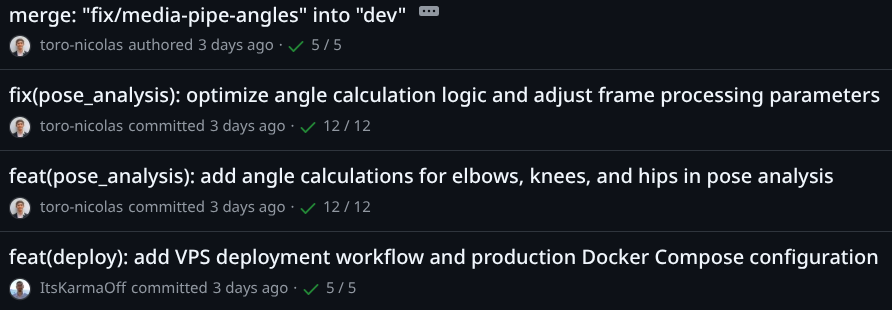 merge: "fix/media-pipe-angles" into "dev"
toro-nicolas authored 3 days ago · 5 / 5
fix(pose_analysis): optimize angle calculation logic and adjust frame processing parameters
toro-nicolas committed 3 days ago · 12 / 12
feat(pose_analysis): add angle calculations for elbows, knees, and hips in pose analysis
toro-nicolas committed 3 days ago · 12 / 12
feat(deploy): add VPS deployment workflow and production Docker Compose configuration
ItsKarmaOff committed 3 days ago · 5 / 5